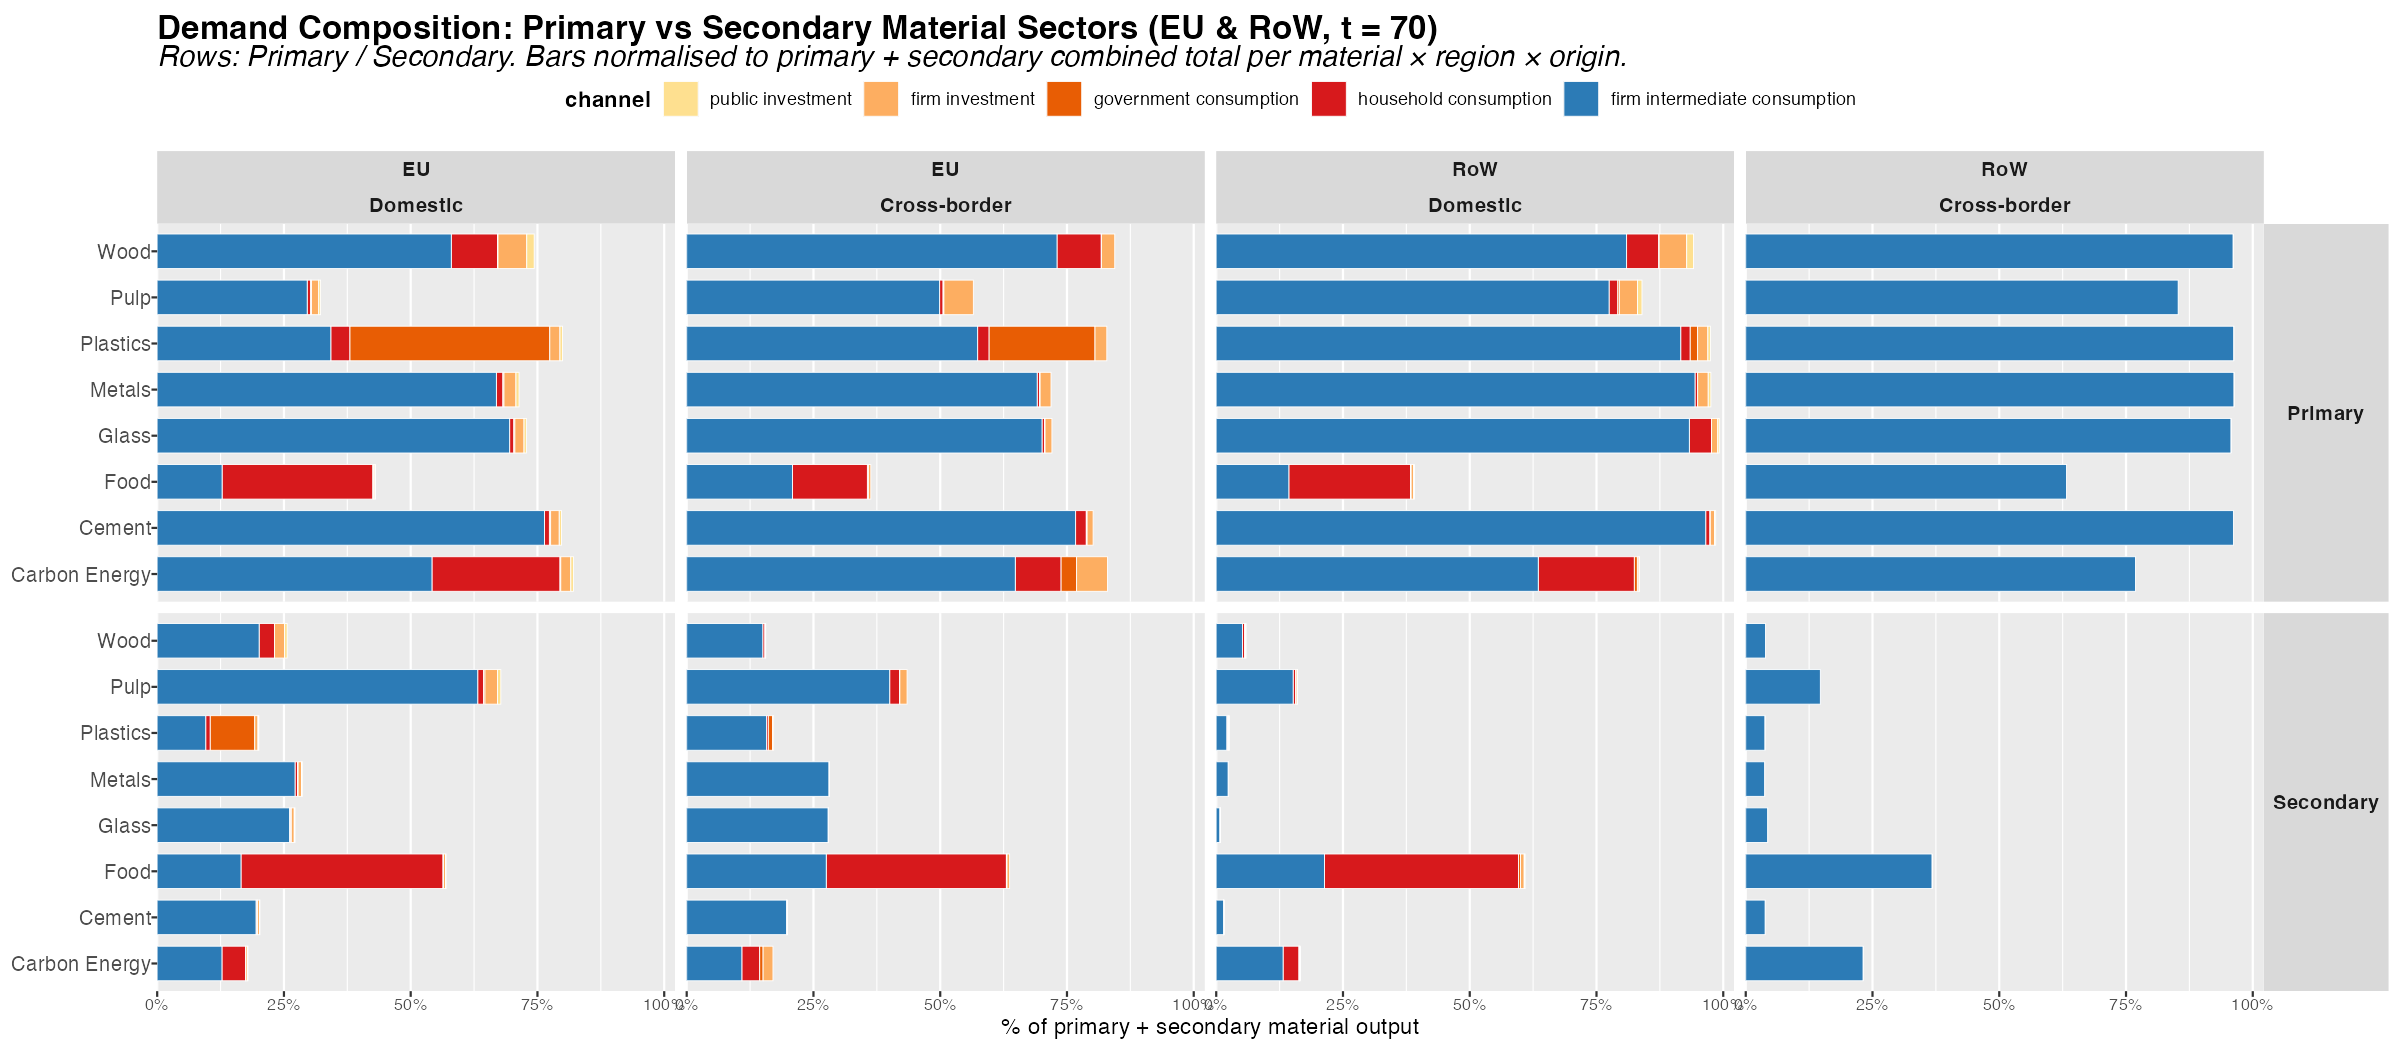 Demand Composition: Primary vs Secondary Material Sectors (EU & RoW, t = 70)
Rows: Primary / Secondary. Bars normalised to primary + secondary combined total per material × region × origin.
channel public investment firm investment government consumption household consumption firm intermediate consumption
EU EU RoW RoW
Domestic Cross-border Domestic Cross-border
Wood
Pulp
Plastics
Metals
Glass
Food
Cement
Carbon Energy
Primary
Wood
Pulp
Plastics
Metals
Glass
Food
Cement
Carbon Energy
Secondary
0% 25% 50% 75% 100% 0% 25% 50% 75% 100% 0% 25% 50% 75% 100% 0% 25% 50% 75% 100%
% of primary + secondary material output